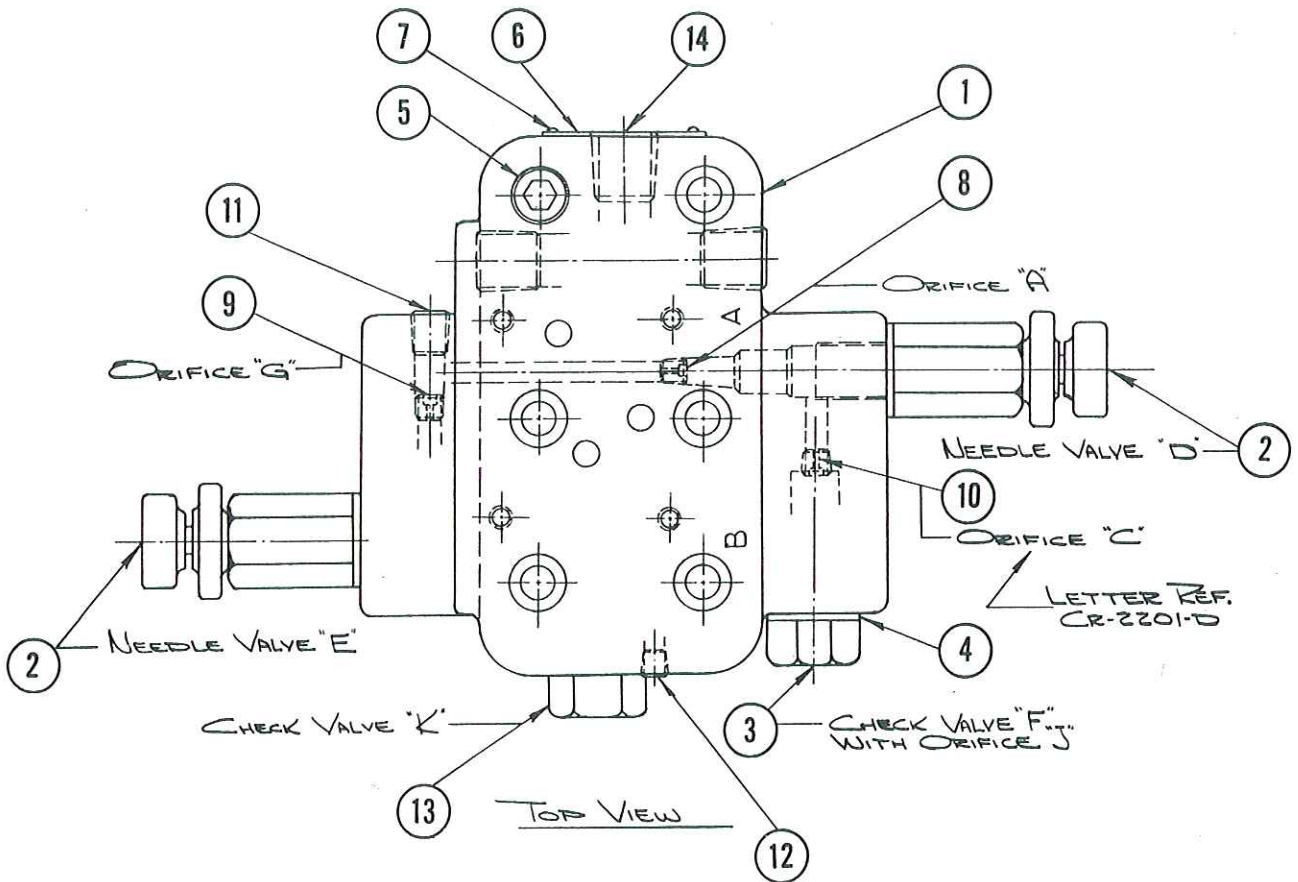 7
6
14
5
1
8
11
9
ORIFICE "A"
A
ORIFICE "G"
NEEDLE VALVE "D"
2
10
ORIFICE "C"
B
LETTER REF.
CR-2201-D
2
NEEDLE VALVE "E"
4
CHECK VALVE "K"
3
CHECK VALVE "F"
WITH ORIFICE "J"
13
TOP VIEW
12